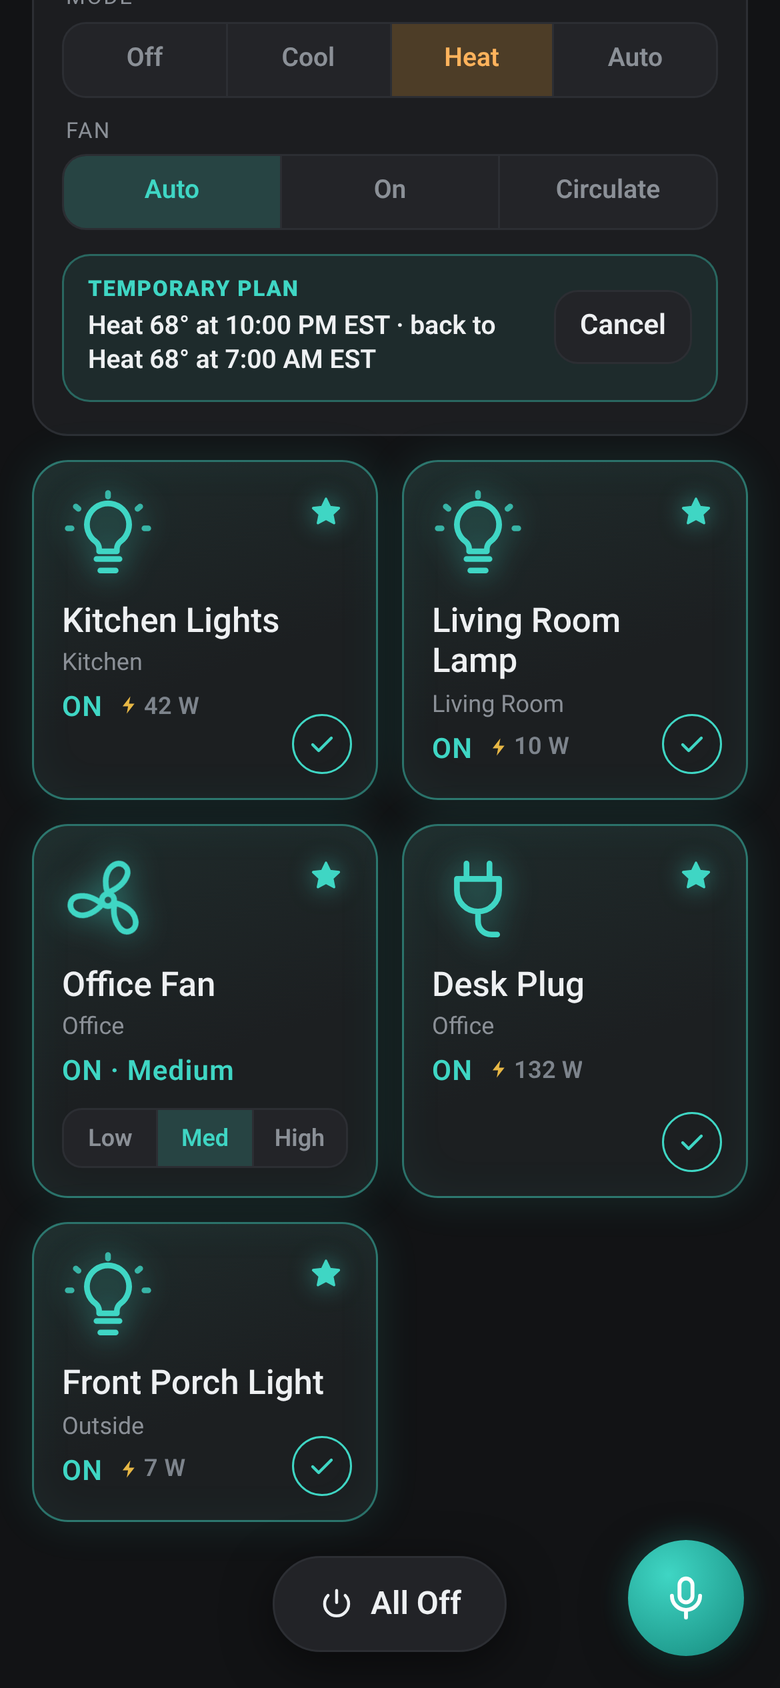 MODE
Off Cool Heat Auto
FAN
Auto On Circulate
TEMPORARY PLAN
Heat 68° at 10:00 PM EST · back to
Heat 68° at 7:00 AM EST
Cancel
Kitchen Lights
Kitchen
ON 42 W
Living Room
Lamp
Living Room
ON 10 W
Office Fan
Office
ON · Medium
Low Med High
Desk Plug
Office
ON 132 W
Front Porch Light
Outside
ON 7 W
All Off